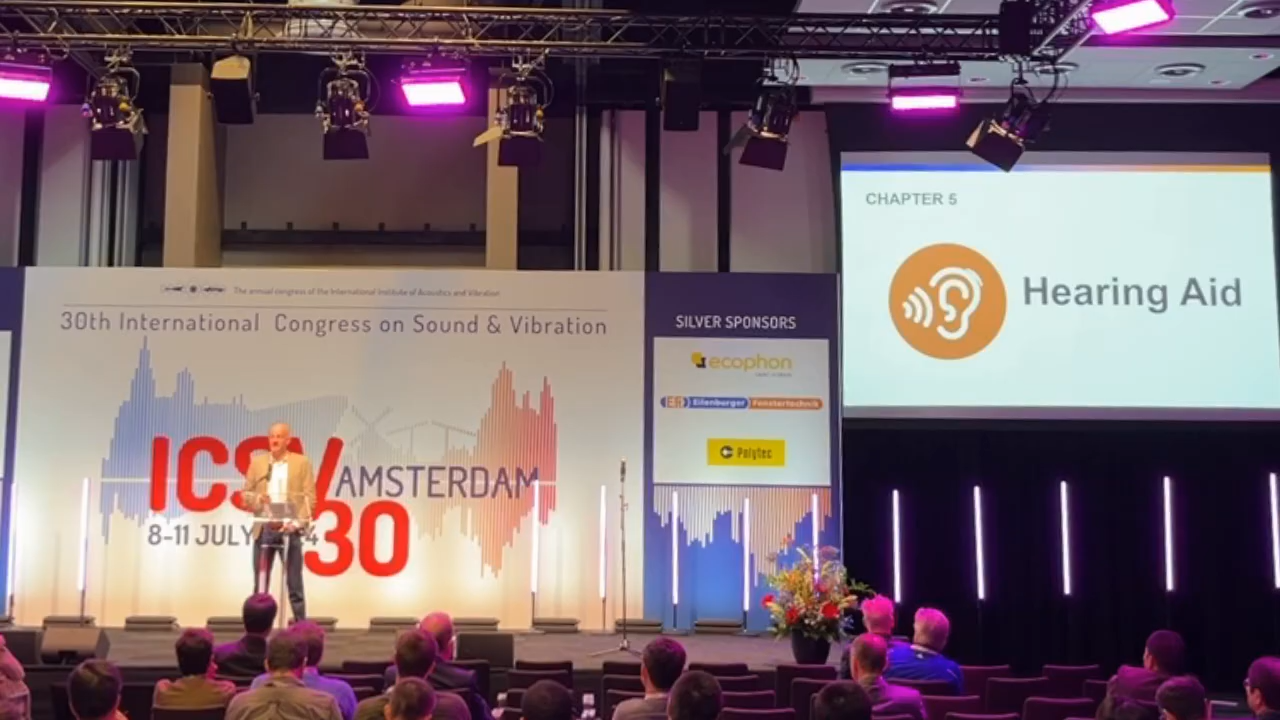 The annual congress of the International Institute of Acoustics and Vibration
30th International Congress on Sound & Vibration
ICSV AMSTERDAM
30
8-11 JULY
SILVER SPONSORS
ecophon
Eilenburger Fenstertechnik
Polytec
CHAPTER 5
Hearing Aid